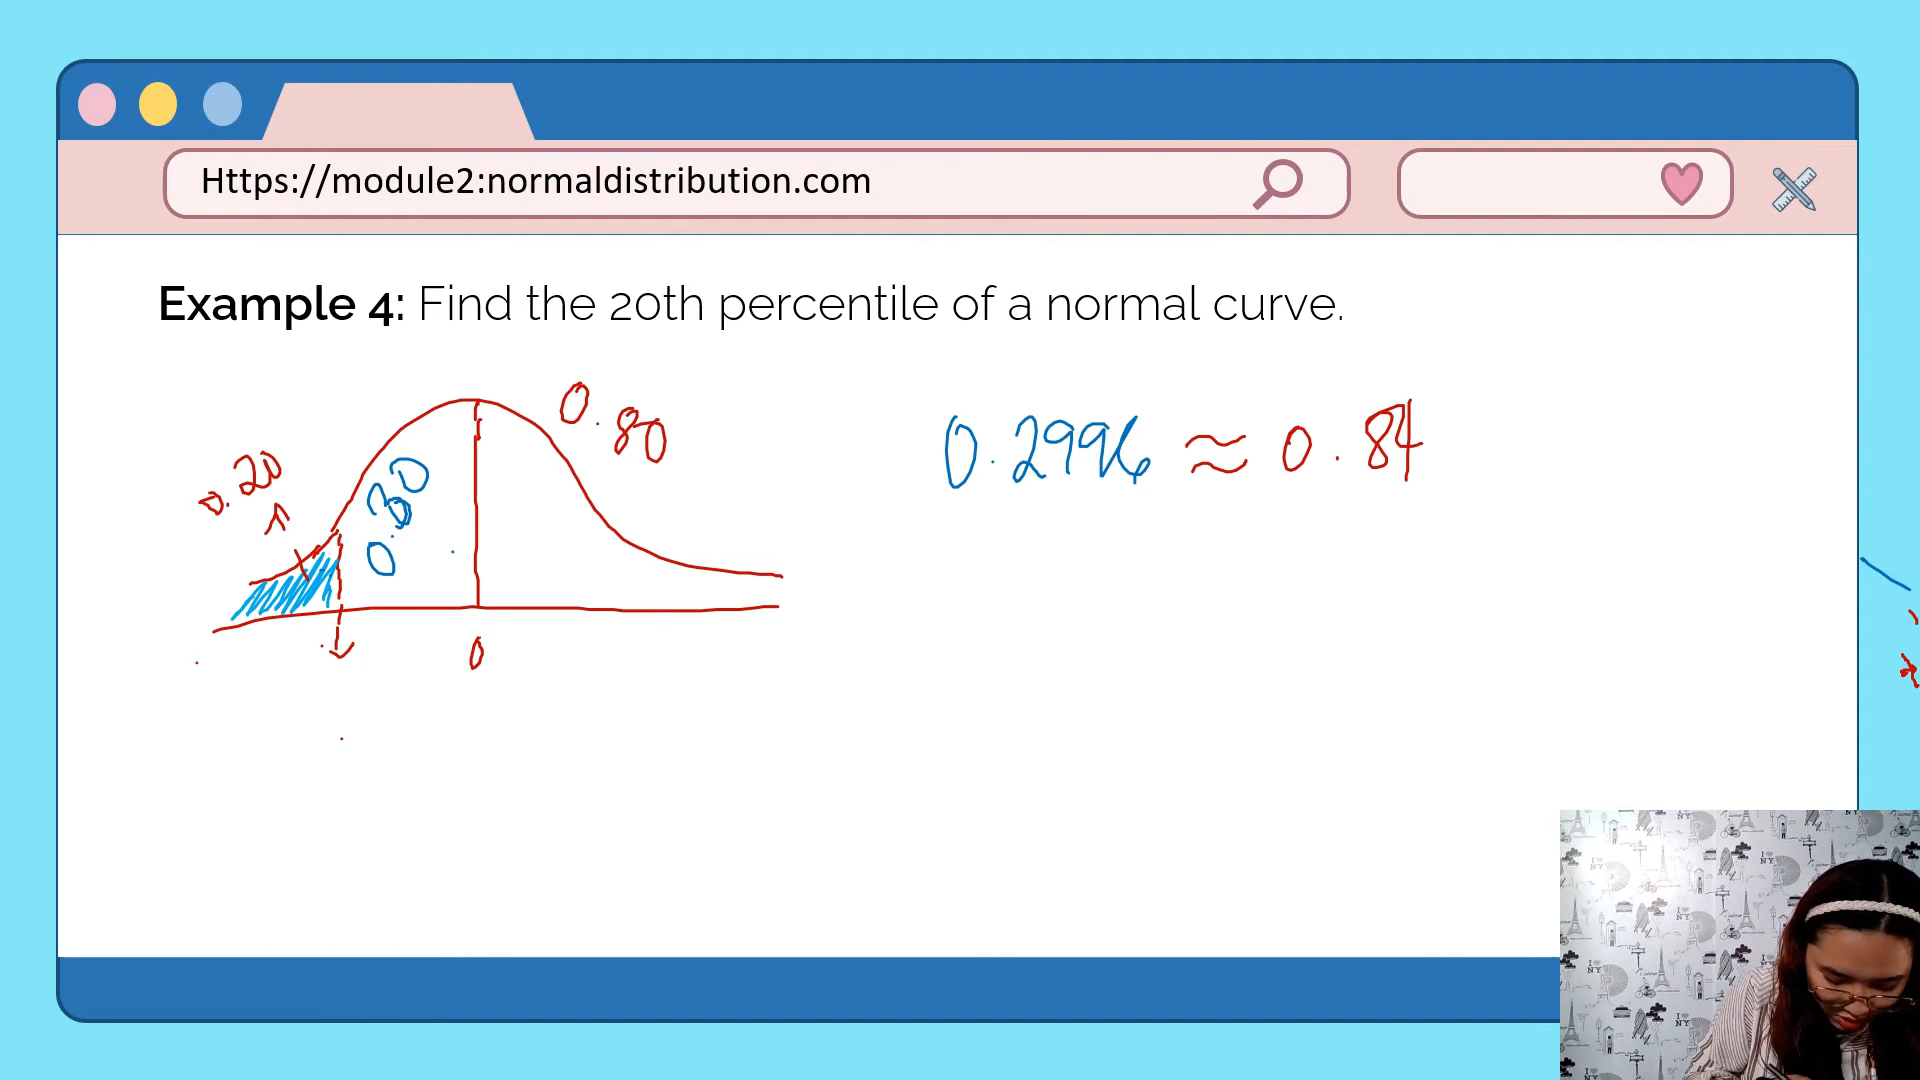 Https://module2:normaldistribution.com
Example 4: Find the 20th percentile of a normal curve.
0.80
0.20
0.30
0
0.2996 ≈ 0.84
I ♥ NY